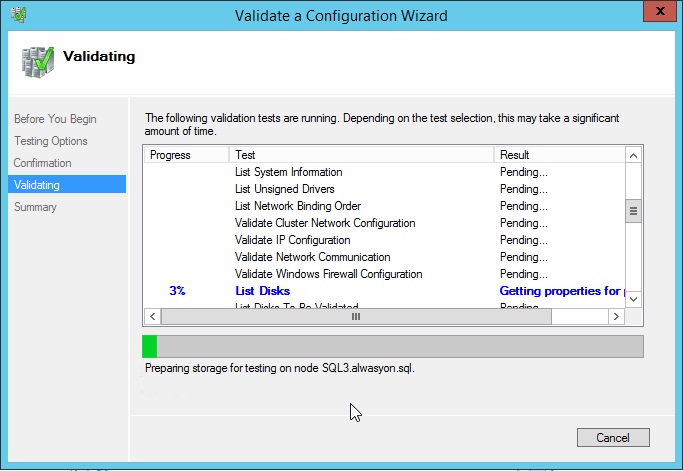 Validate a Configuration Wizard
X
Validating
Before You Begin
Testing Options
Confirmation
Validating
Summary
The following validation tests are running. Depending on the test selection, this may take a significant
amount of time.
Progress Test Result
List System Information Pending...
List Unsigned Drivers Pending...
List Network Binding Order Pending...
Validate Cluster Network Configuration Pending...
Validate IP Configuration Pending...
Validate Network Communication Pending...
Validate Windows Firewall Configuration Pending...
3% List Disks Getting properties for
List Disks To Be Validated Pending...
Preparing storage for testing on node SQL3.alwasyon.sql.
Cancel